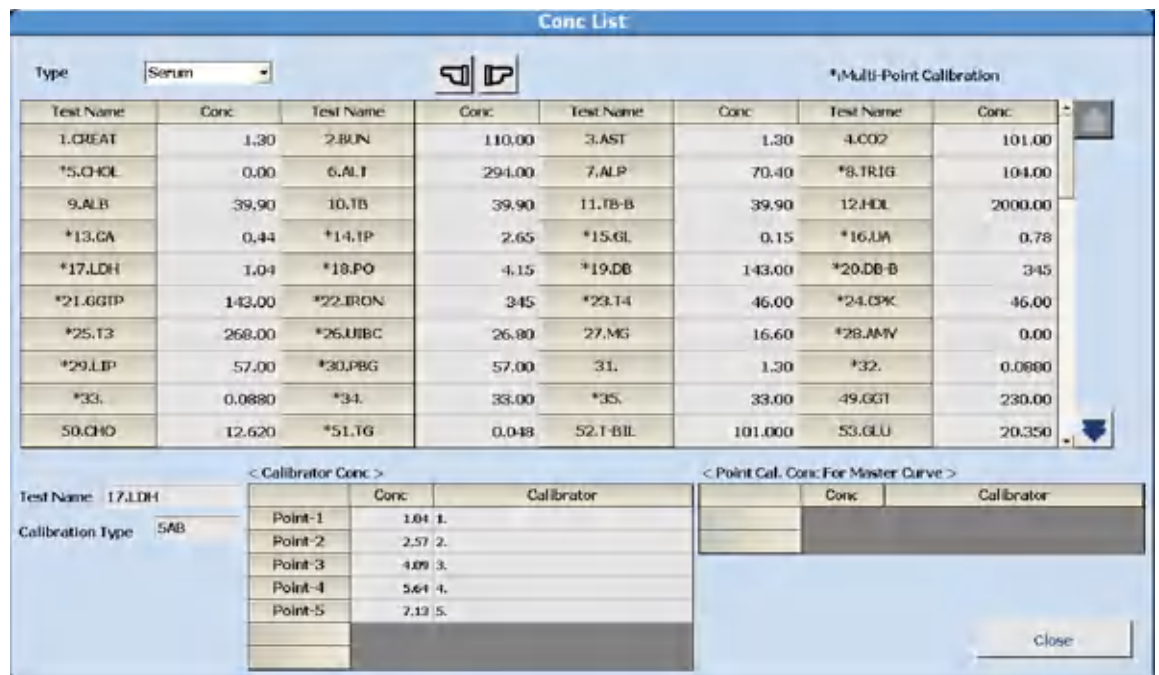 Conc List
Type Serum *:Multi-Point Calibration
Test Name Conc Test Name Conc Test Name Conc Test Name Conc
1.CREAT 1.30 2.BUN 110.00 3.AST 1.30 4.CO2 101.00
*5.CHOL 0.00 6.ALT 294.00 7.ALP 70.40 *8.TRIG 104.00
9.ALB 39.90 10.TB 39.90 11.TB-B 39.90 12.HDL 2000.00
*13.CA 0.44 *14.TP 2.65 *15.GL 0.15 *16.UA 0.78
*17.LDH 1.04 *18.PO 4.15 *19.DB 143.00 *20.DB-B 345
*21.GGTP 143.00 *22.IRON 345 *23.T4 46.00 *24.CPK 46.00
*25.T3 268.00 *26.UIBC 26.80 27.MG 16.60 *28.AMY 0.00
*29.LIP 57.00 *30.PBG 57.00 31. 1.30 *32. 0.0880
*33. 0.0880 *34. 33.00 *35. 33.00 49.GGT 230.00
50.CHO 12.620 *51.TG 0.048 52.T-BIL 101.000 53.GLU 20.350
< Calibrator Conc > < Point Cal. Conc For Master Curve >
Test Name 17.LDH Conc Calibrator Conc Calibrator
Calibration Type 5AB
Point-1 1.04 1.
Point-2 2.57 2.
Point-3 4.09 3.
Point-4 5.64 4.
Point-5 7.13 5.
Close